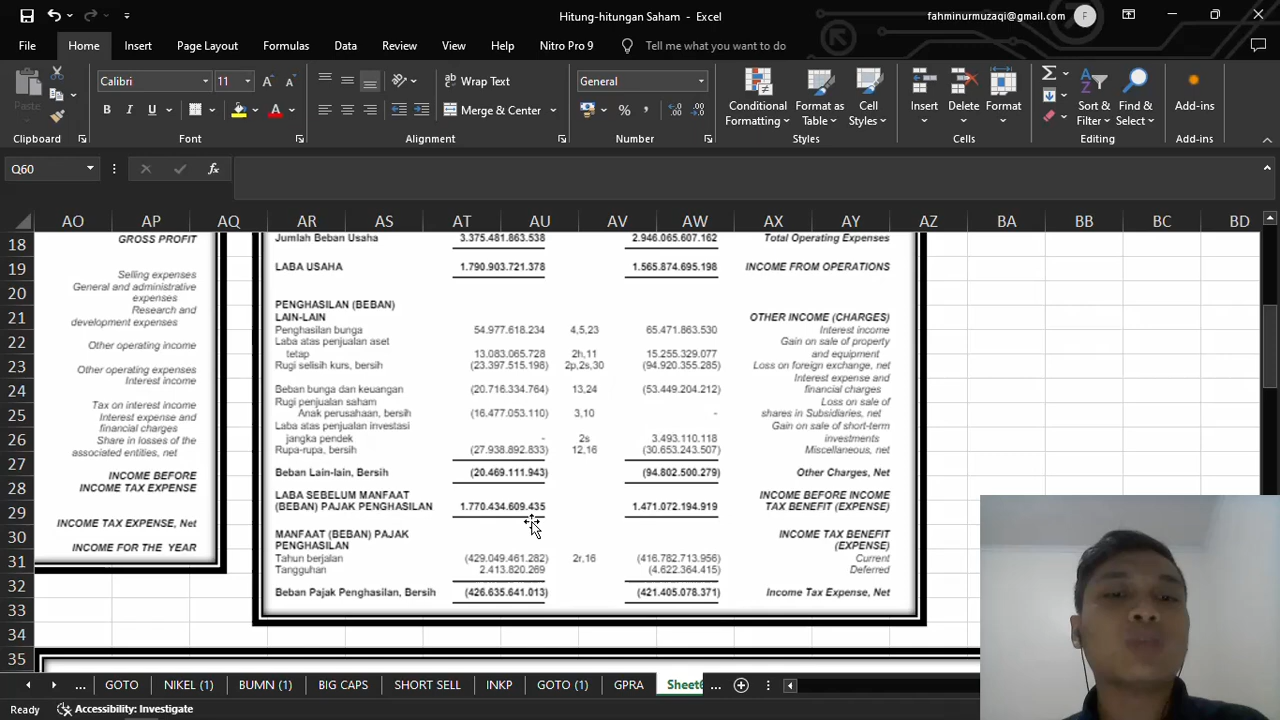 Hitung-hitungan Saham - Excel
fahminurmuzaqi@gmail.com
F
File
Home
Insert
Page Layout
Formulas
Data
Review
View
Help
Nitro Pro 9
Tell me what you want to do
Paste
Calibri
11
Wrap Text
General
Merge & Center
Conditional
Formatting
Format as
Table
Cell
Styles
Insert
Delete
Format
Sort &
Filter
Find &
Select
Add-ins
Clipboard
Font
Alignment
Number
Styles
Cells
Editing
Add-ins
Q60
AO AP AQ AR AS AT AU AV AW AX AY AZ BA BB BC BD
18 GROSS PROFIT
Jumlah Beban Usaha 3.375.481.863.538 2.946.065.607.162 Total Operating Expenses
19 LABA USAHA 1.790.903.721.378 1.565.874.695.198 INCOME FROM OPERATIONS
Selling expenses
20 General and administrative
expenses
PENGHASILAN (BEBAN)
21 Research and
development expenses
LAIN-LAIN OTHER INCOME (CHARGES)
Penghasilan bunga 54.977.618.234 4,5,23 65.471.863.530 Interest income
22 Other operating income
Laba atas penjualan aset Gain on sale of property
tetap 13.083.065.728 2h,11 15.255.329.077 and equipment
23 Other operating expenses
Rugi selisih kurs, bersih (23.397.515.198) 2p,2s,30 (94.920.355.285) Loss on foreign exchange, net
Interest income
Interest expense and
24 Beban bunga dan keuangan (20.716.334.764) 13,24 (53.449.204.212) financial charges
Tax on interest income
Rugi penjualan saham Loss on sale of
25 Interest expense and
Anak perusahaan, bersih (16.477.053.110) 3,10 - shares in Subsidiaries, net
financial charges
Laba atas penjualan investasi Gain on sale of short-term
26 Share in losses of the
jangka pendek - 2s 3.493.110.118 investments
associated entities, net
Rupa-rupa, bersih (27.938.892.833) 12,16 (30.653.243.507) Miscellaneous, net
27 INCOME BEFORE
Beban Lain-lain, Bersih (20.469.111.943) (94.802.500.279) Other Charges, Net
28 INCOME TAX EXPENSE
LABA SEBELUM MANFAAT INCOME BEFORE INCOME
29 (BEBAN) PAJAK PENGHASILAN 1.770.434.609.435 1.471.072.194.919 TAX BENEFIT (EXPENSE)
INCOME TAX EXPENSE, Net
30 MANFAAT (BEBAN) PAJAK INCOME TAX BENEFIT
PENGHASILAN (EXPENSE)
INCOME FOR THE YEAR
31 Tahun berjalan (429.049.461.282) 2r,16 (416.782.713.956) Current
Tangguhan 2.413.820.269 (4.622.364.415) Deferred
32 Beban Pajak Penghasilan, Bersih (426.635.641.013) (421.405.078.371) Income Tax Expense, Net
33
34
35
... GOTO NIKEL (1) BUMN (1) BIG CAPS SHORT SELL INKP GOTO (1) GPRA Sheet6 ...
Ready
Accessibility: Investigate